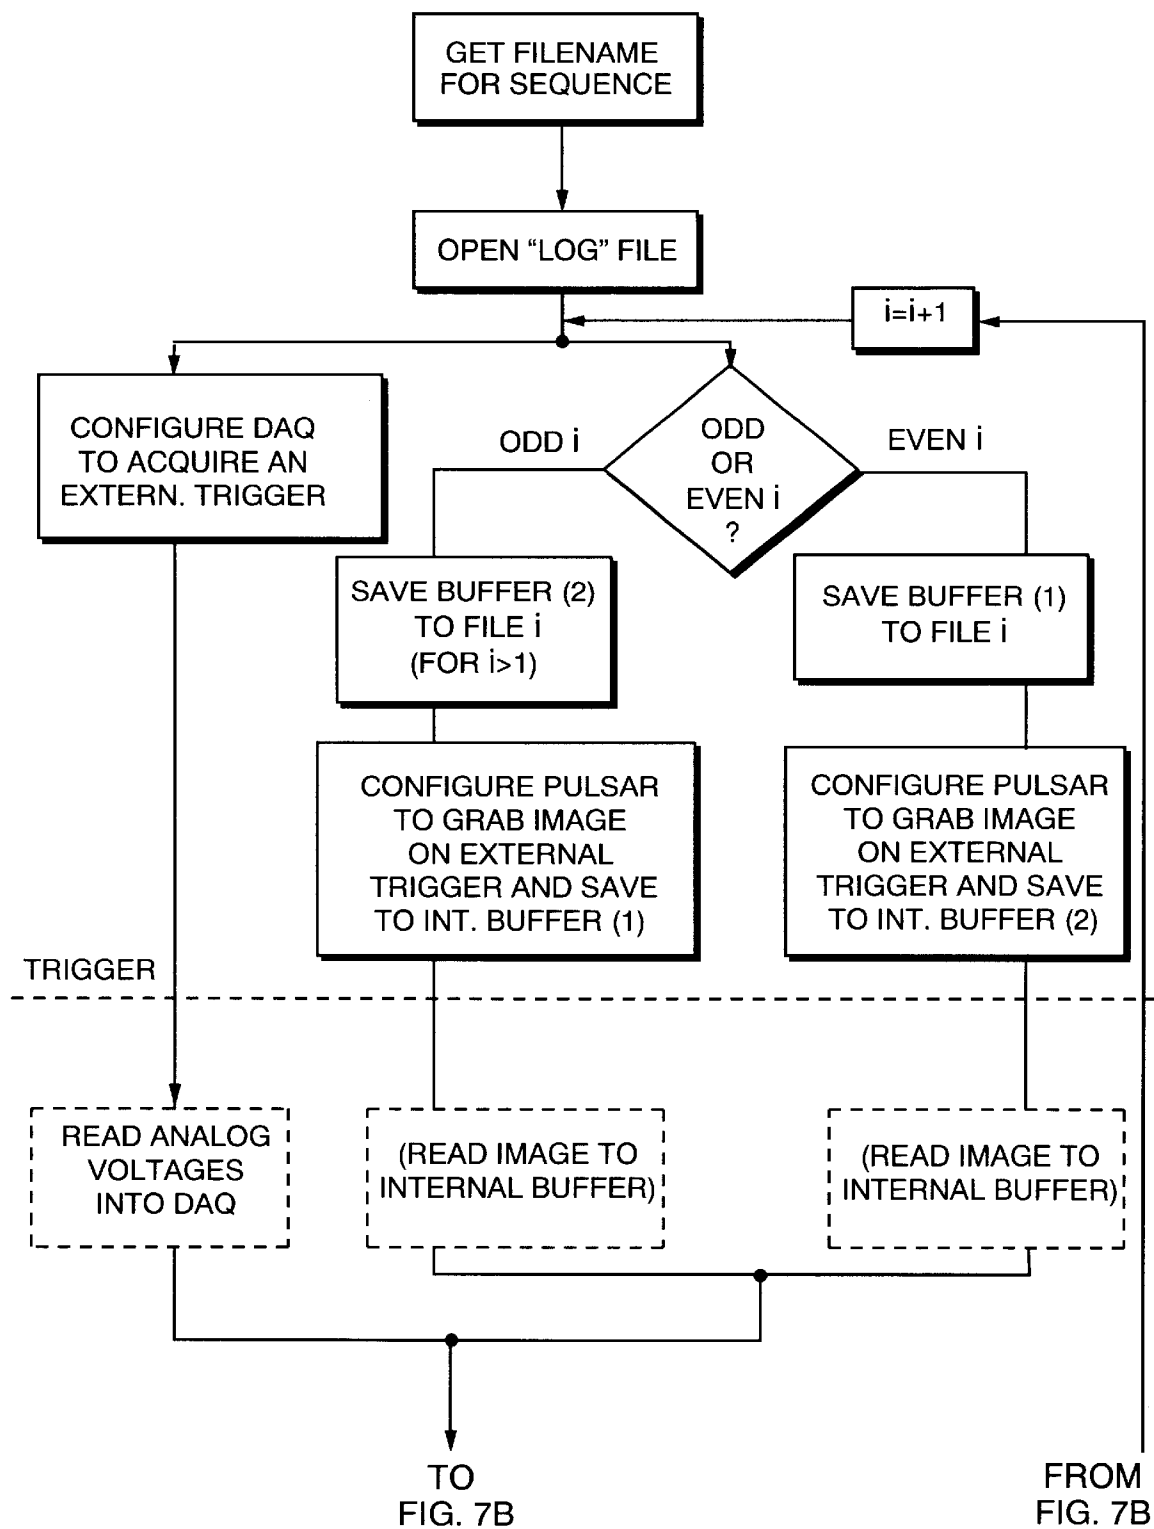 GET FILENAME
FOR SEQUENCE
OPEN “LOG” FILE
i=i+1
CONFIGURE DAQ
TO ACQUIRE AN
EXTERN. TRIGGER
ODD i
ODD
OR
EVEN i
?
EVEN i
SAVE BUFFER (2)
TO FILE i
(FOR i>1)
SAVE BUFFER (1)
TO FILE i
CONFIGURE PULSAR
TO GRAB IMAGE
ON EXTERNAL
TRIGGER AND SAVE
TO INT. BUFFER (1)
CONFIGURE PULSAR
TO GRAB IMAGE
ON EXTERNAL
TRIGGER AND SAVE
TO INT. BUFFER (2)
TRIGGER
READ ANALOG
VOLTAGES
INTO DAQ
(READ IMAGE TO
INTERNAL BUFFER)
(READ IMAGE TO
INTERNAL BUFFER)
TO
FIG. 7B
FROM
FIG. 7B